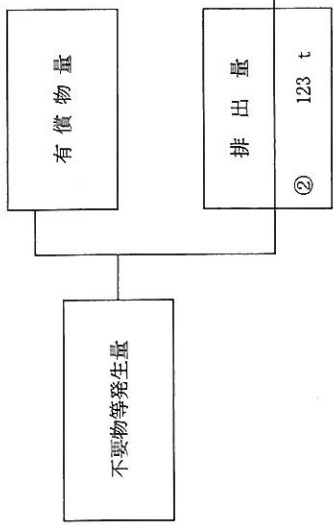 有償物量
排出量
② 123 t
不要物等発生量